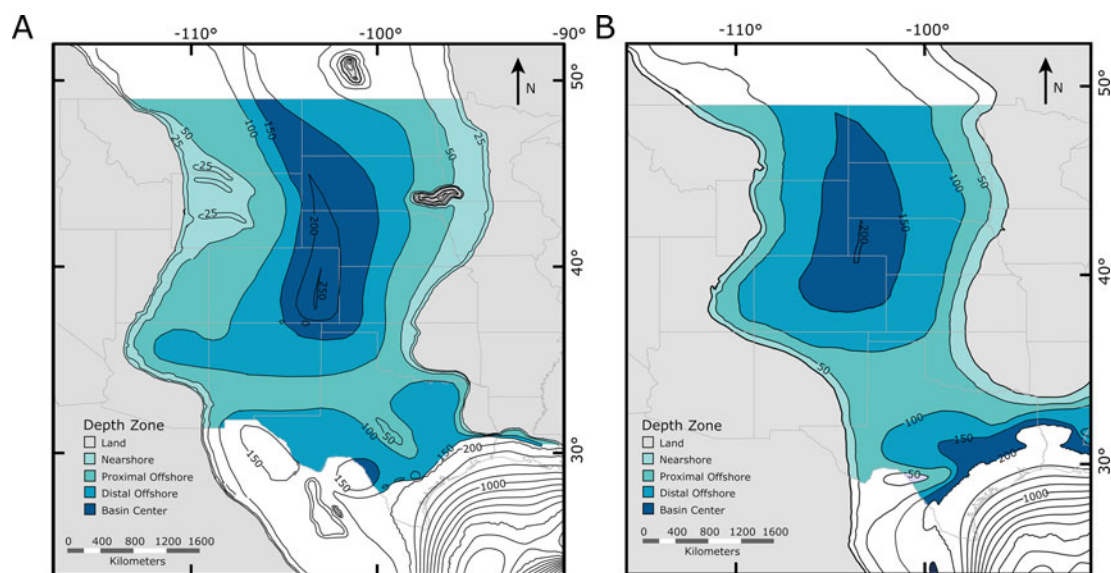 A
-110°
-100°
-90°
50°
40°
30°
N
50
25
100
150
50
25
25
25
200
250
100
50
150
150
150
200
1000
Depth Zone
Land
Nearshore
Proximal Offshore
Distal Offshore
Basin Center
0 400 800 1200 1600
Kilometers
B
-110°
-100°
50°
40°
30°
N
100
50
150
200
50
50
100
150
200
50
1000
Depth Zone
Land
Nearshore
Proximal Offshore
Distal Offshore
Basin Center
0 400 800 1200 1600
Kilometers